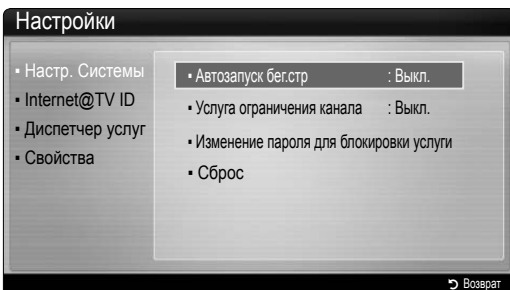 Настройки
▪ Настр. Системы
▪ Internet@TV ID
▪ Диспетчер услуг
▪ Свойства
▪ Автозапуск бег.стр : Выкл.
▪ Услуга ограничения канала : Выкл.
▪ Изменение пароля для блокировки услуги
▪ Сброс
Возврат